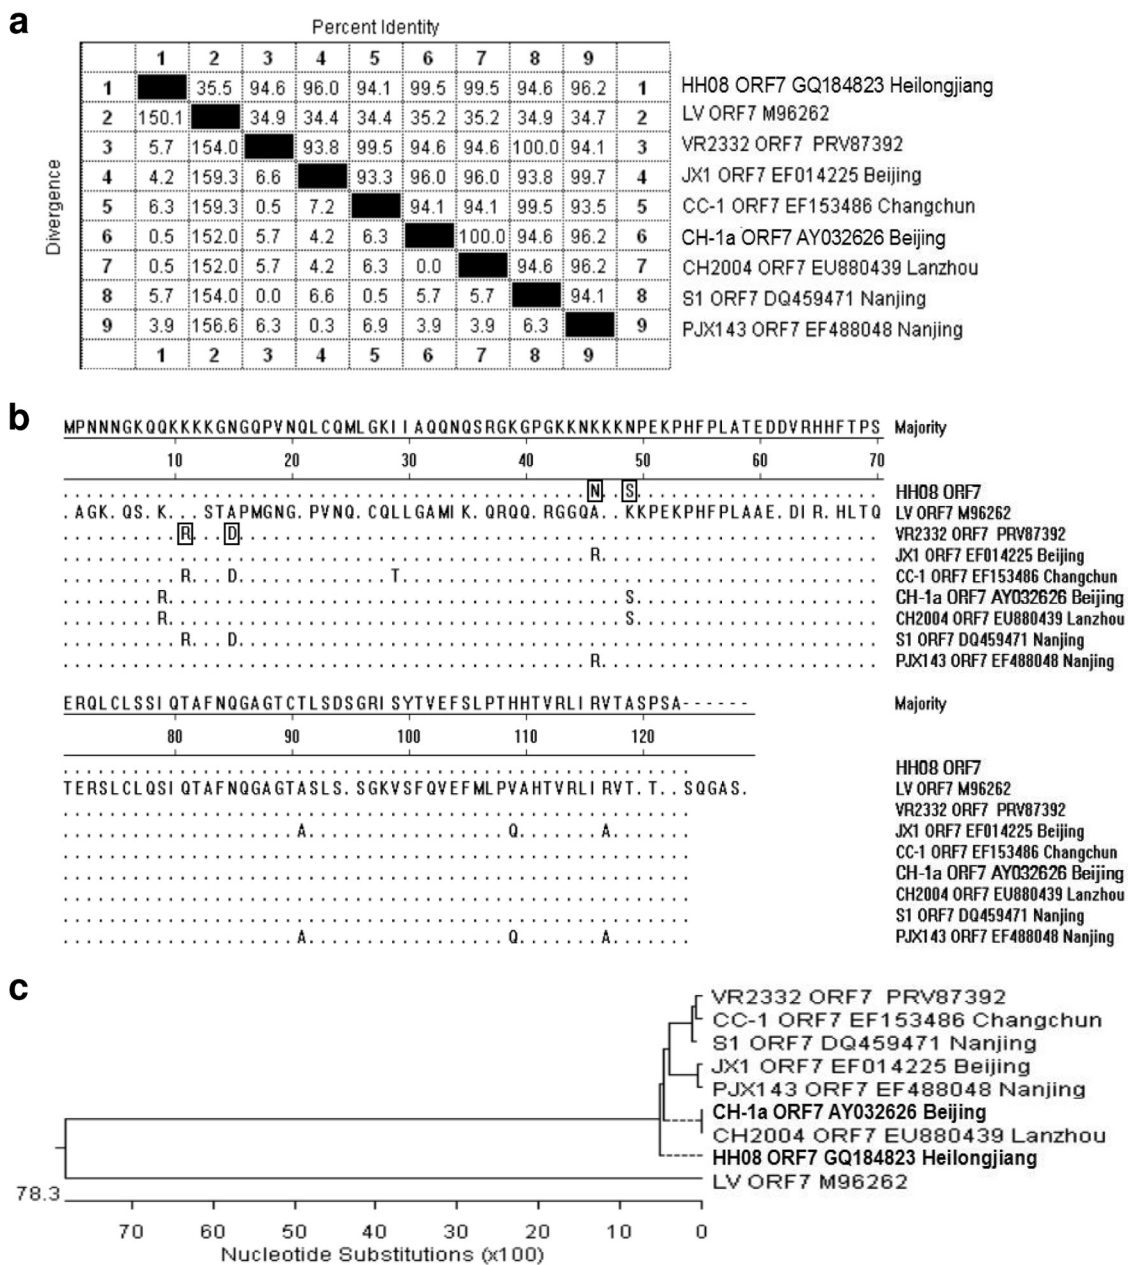 a
Percent Identity
1 2 3 4 5 6 7 8 9
1 35.5 94.6 96.0 94.1 99.5 99.5 94.6 96.2 1 HH08 ORF7 GQ184823 Heilongjiang
2 150.1 34.9 34.4 34.4 35.2 35.2 34.9 34.7 2 LV ORF7 M96262
3 5.7 154.0 93.8 99.5 94.6 94.6 100.0 94.1 3 VR2332 ORF7 PRV87392
4 4.2 159.3 6.6 93.3 96.0 96.0 93.8 99.7 4 JX1 ORF7 EF014225 Beijing
5 6.3 159.3 0.5 7.2 94.1 94.1 99.5 93.5 5 CC-1 ORF7 EF153486 Changchun
6 0.5 152.0 5.7 4.2 6.3 100.0 94.6 96.2 6 CH-1a ORF7 AY032626 Beijing
7 0.5 152.0 5.7 4.2 6.3 0.0 94.6 96.2 7 CH2004 ORF7 EU880439 Lanzhou
8 5.7 154.0 0.0 6.6 0.5 5.7 5.7 94.1 8 S1 ORF7 DQ459471 Nanjing
9 3.9 156.6 6.3 0.3 6.9 3.9 3.9 6.3 9 PJX143 ORF7 EF488048 Nanjing
1 2 3 4 5 6 7 8 9
Divergence
b
MPNNNGKQQKKKKGNGQPVNQLCQMLGKIIAQQNQSRGKGPGKKNKKKNPEKPHFPLATEDDVRHHFTPS Majority
10 20 30 40 50 60 70
.............................................N..S..................... HH08 ORF7
.AGK.QS.K...STAPMGNG.PVNQ.CQLLGAMIK.QRQQ.RGGQA..KKPEKPHFPLAAE.DIR.HLTQ LV ORF7 M96262
..........R...D....................................................... VR2332 ORF7 PRV87392
.............................................R........................ JX1 ORF7 EF014225 Beijing
..........R...D.............T......................................... CC-1 ORF7 EF153486 Changchun
........R.......................................S..................... CH-1a ORF7 AY032626 Beijing
........R.......................................S..................... CH2004 ORF7 EU880439 Lanzhou
..........R...D....................................................... S1 ORF7 DQ459471 Nanjing
.............................................R........................ PJX143 ORF7 EF488048 Nanjing
ERQLCLSSIQTAFNQGAGTCTLSDSGRISYTVEFSLPTHHTVRLIRVTASPSA------ Majority
80 90 100 110 120
...................................................... HH08 ORF7
TERSLCLQSIQTAFNQGAGTASLS.SGKVSFQVEFMLPVAHTVRLIRVT.T..SQGAS. LV ORF7 M96262
...................................................... VR2332 ORF7 PRV87392
....................A.................Q.......A....... JX1 ORF7 EF014225 Beijing
...................................................... CC-1 ORF7 EF153486 Changchun
...................................................... CH-1a ORF7 AY032626 Beijing
...................................................... CH2004 ORF7 EU880439 Lanzhou
...................................................... S1 ORF7 DQ459471 Nanjing
....................A.................Q.......A....... PJX143 ORF7 EF488048 Nanjing
c
VR2332 ORF7 PRV87392
CC-1 ORF7 EF153486 Changchun
S1 ORF7 DQ459471 Nanjing
JX1 ORF7 EF014225 Beijing
PJX143 ORF7 EF488048 Nanjing
CH-1a ORF7 AY032626 Beijing
CH2004 ORF7 EU880439 Lanzhou
HH08 ORF7 GQ184823 Heilongjiang
LV ORF7 M96262
78.3
70 60 50 40 30 20 10 0
Nucleotide Substitutions (x100)